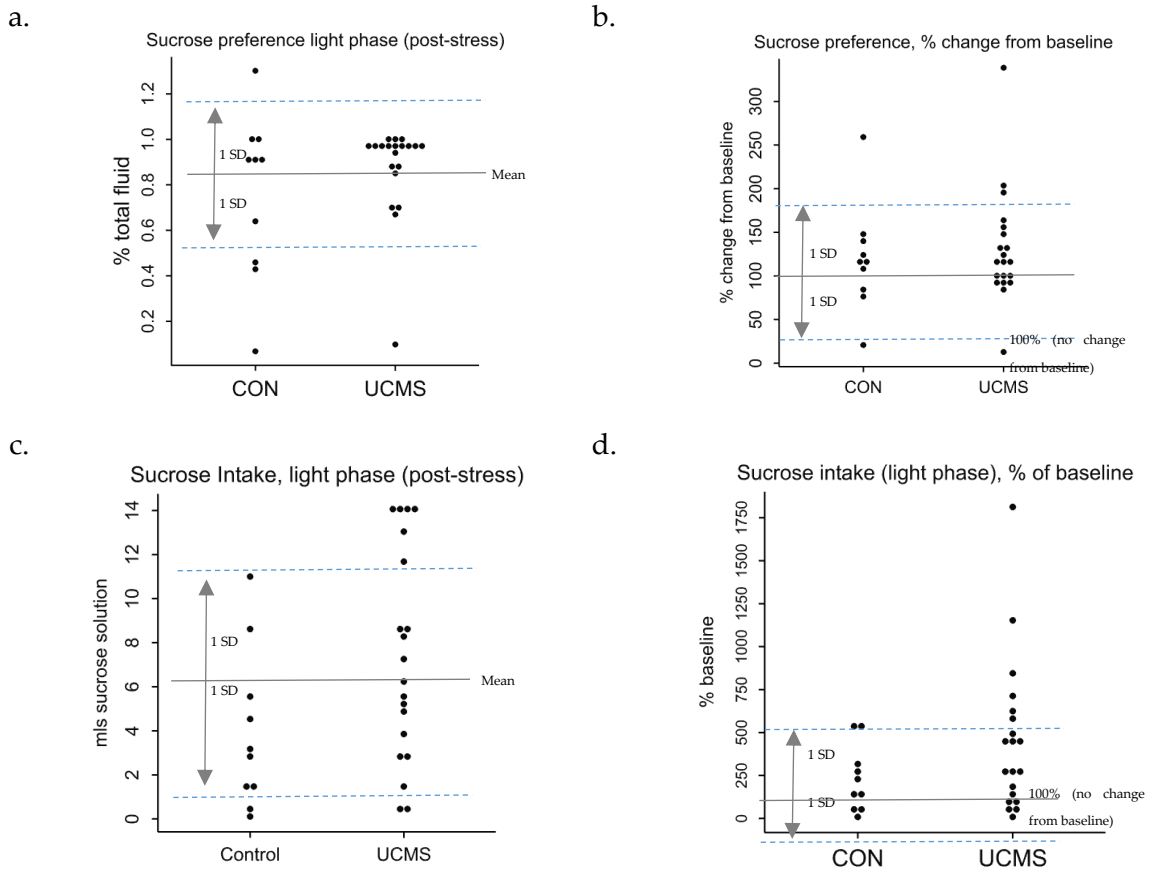 a.
Sucrose preference light phase (post-stress)
% total fluid
1.2
1.0
0.8
0.6
0.4
0.2
1 SD
1 SD
Mean
CON
UCMS
b.
Sucrose preference, % change from baseline
% change from baseline
300
250
200
150
100
50
0
1 SD
1 SD
100% (no change
from baseline)
CON
UCMS
c.
Sucrose Intake, light phase (post-stress)
mls sucrose solution
14
12
10
8
6
4
2
0
1 SD
1 SD
Mean
Control
UCMS
d.
Sucrose intake (light phase), % of baseline
% baseline
1750
1500
1250
1000
750
500
250
0
1 SD
1 SD
100% (no change
from baseline)
CON
UCMS